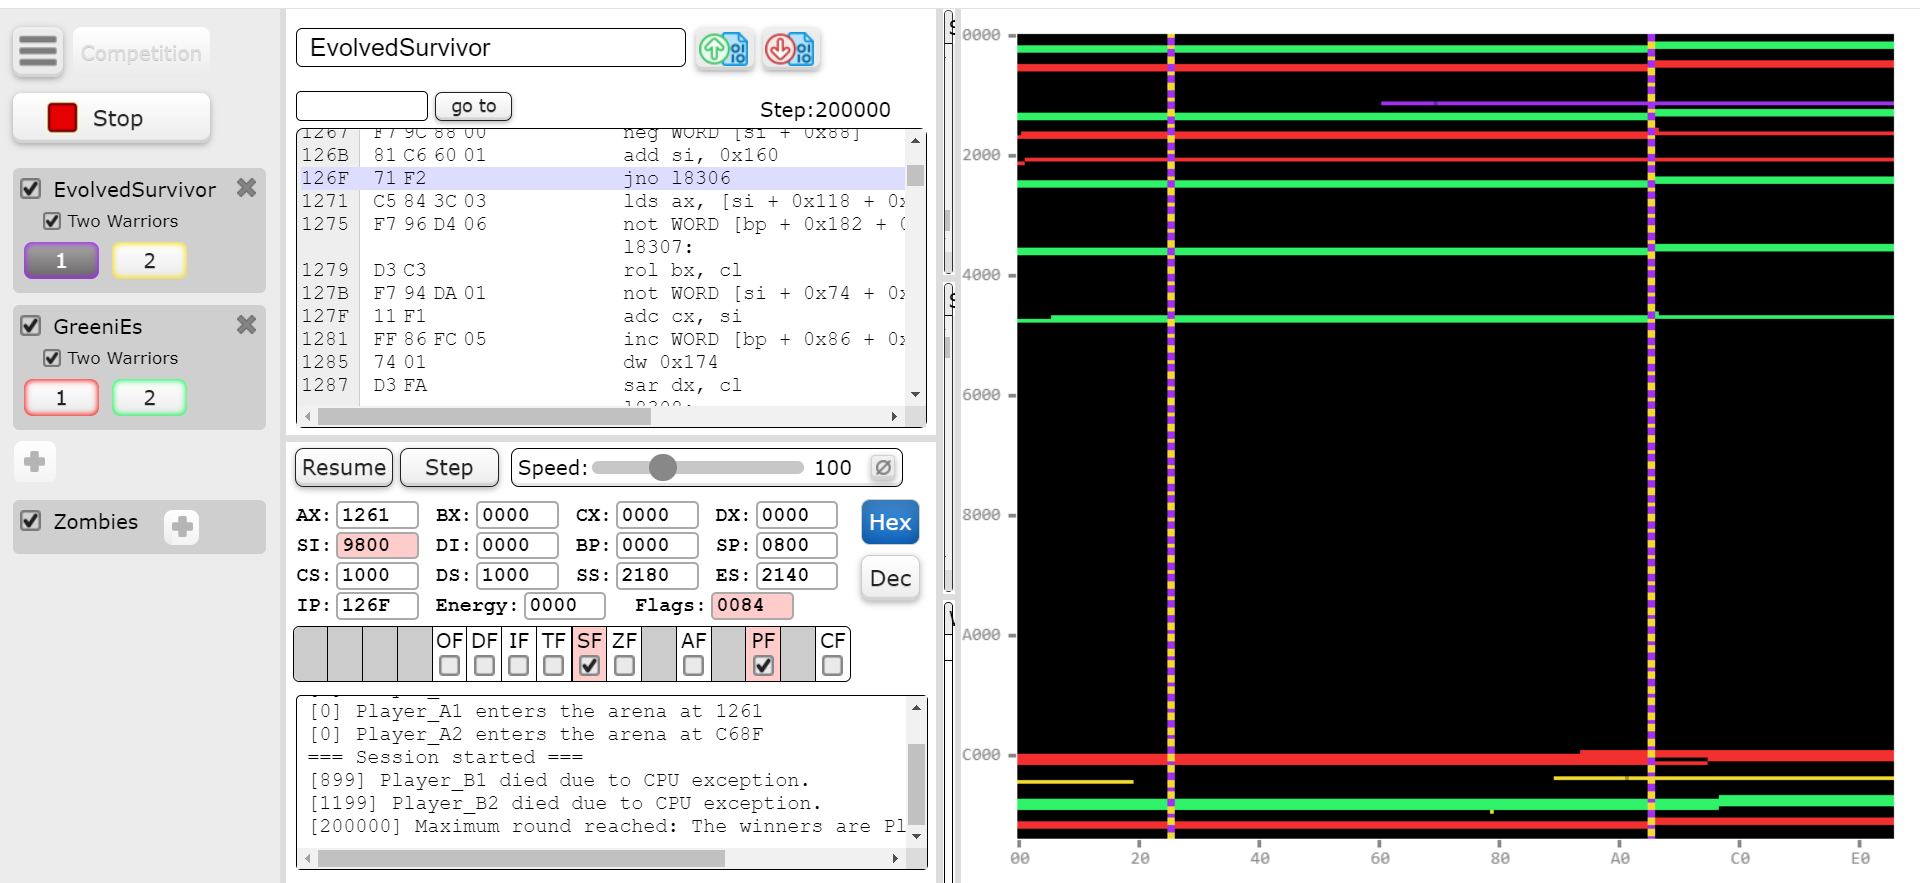 Competition
Stop
EvolvedSurvivor
Two Warriors
1 2
GreeniEs
Two Warriors
1 2
Zombies
EvolvedSurvivor
go to
Step:200000
1267 F7 9C 88 00 neg WORD [si + 0x88]
126B 81 C6 60 01 add si, 0x160
126F 71 F2 jno l8306
1271 C5 84 3C 03 lds ax, [si + 0x118 + 0x
1275 F7 96 D4 06 not WORD [bp + 0x182 + 0
l8307:
1279 D3 C3 rol bx, cl
127B F7 94 DA 01 not WORD [si + 0x74 + 0x
127F 11 F1 adc cx, si
1281 FF 86 FC 05 inc WORD [bp + 0x86 + 0x
1285 74 01 dw 0x174
1287 D3 FA sar dx, cl
Resume Step Speed: 100
AX: 1261 BX: 0000 CX: 0000 DX: 0000
SI: 9800 DI: 0000 BP: 0000 SP: 0800
CS: 1000 DS: 1000 SS: 2180 ES: 2140
IP: 126F Energy: 0000 Flags: 0084
Hex
Dec
OF DF IF TF SF ZF AF PF CF
[0] Player_A1 enters the arena at 1261
[0] Player_A2 enters the arena at C68F
=== Session started ===
[899] Player_B1 died due to CPU exception.
[1199] Player_B2 died due to CPU exception.
[200000] Maximum round reached: The winners are Pl
0000
2000
4000
6000
8000
A000
C000
00 20 40 60 80 A0 C0 E0